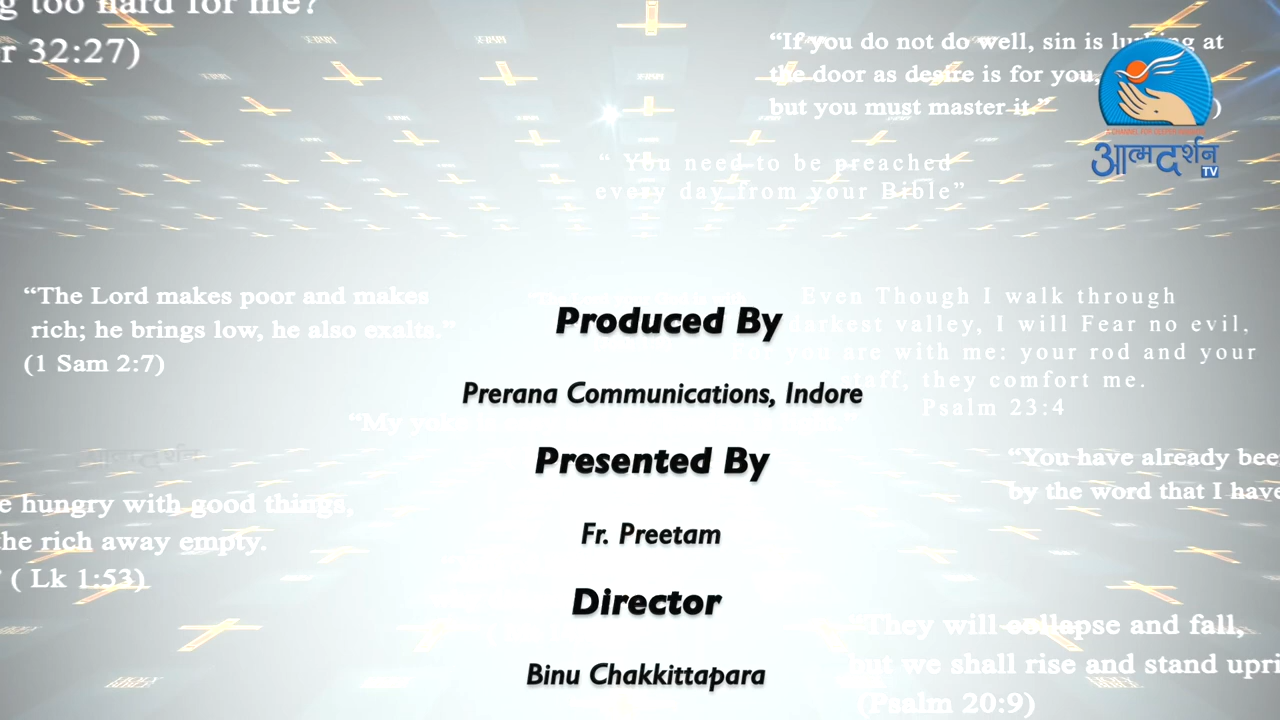 g too hard for me?
r 32:27)
“If you do not do well, sin is lurking at
the door as desire is for you,
but you must master it.”
)
आत्मदर्शन
TV
“ You need to be preached
every day from your Bible”
“The Lord makes poor and makes
rich; he brings low, he also exalts.”
(1 Sam 2:7)
Even Though I walk through
darkest valley, I will Fear no evil,
you are with me: your rod and your
staff, they comfort me.
Psalm 23:4
Produced By
Prerana Communications, Indore
“My
Presented By
Fr. Preetam
Director
Binu Chakkittapara
आत्मदर्शन
e hungry with good things,
he rich away empty.
” ( Lk 1:53)
“You have already bee
by the word that I have
“They will collapse and fall,
but we shall rise and stand upri
(Psalm 20:9)